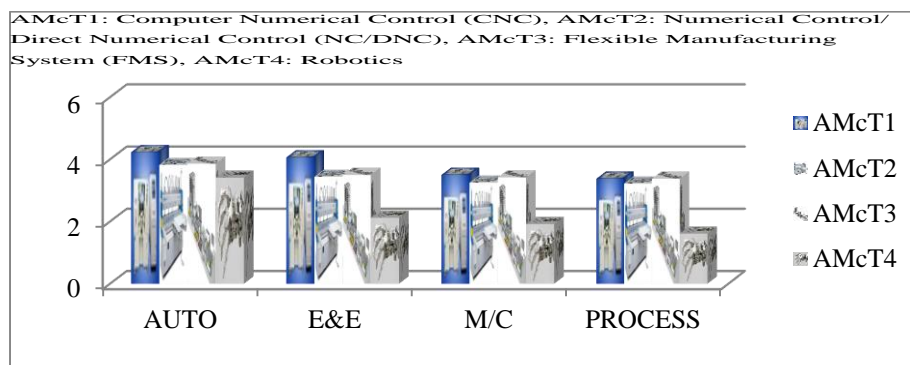 AMcT1: Computer Numerical Control (CNC), AMcT2: Numerical Control/
Direct Numerical Control (NC/DNC), AMcT3: Flexible Manufacturing
System (FMS), AMcT4: Robotics
6
4
2
0
AUTO E&E M/C PROCESS
AMcT1
AMcT2
AMcT3
AMcT4